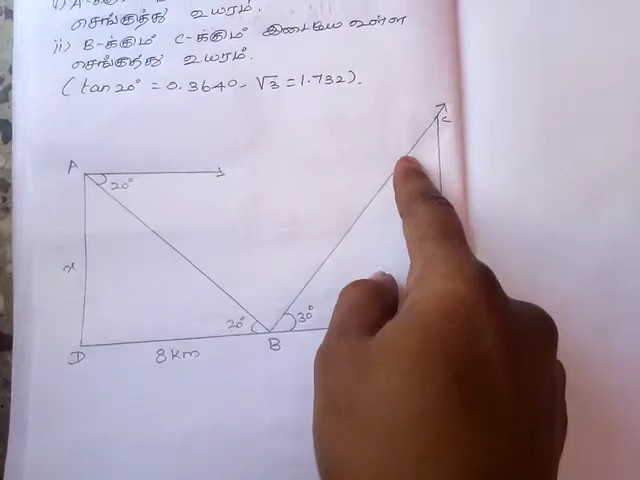 செங்குத்து உயரம்.
ii) B-க்கும் C-க்கும் இடையே உள்ள
செங்குத்து உயரம்.
(tan 20° = 0.3640 - √3 = 1.732).
C
A
20°
x
20°
30°
D
8 km
B